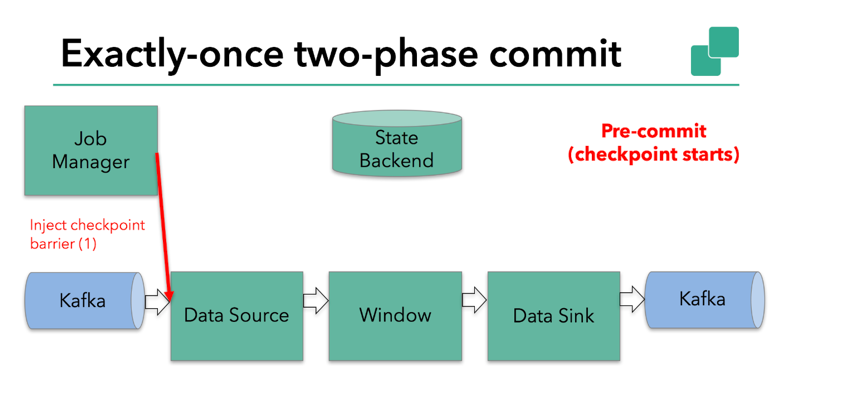 Exactly-once two-phase commit
Job
Manager
State
Backend
Pre-commit
(checkpoint starts)
Inject checkpoint
barrier (1)
Kafka
Data Source
Window
Data Sink
Kafka